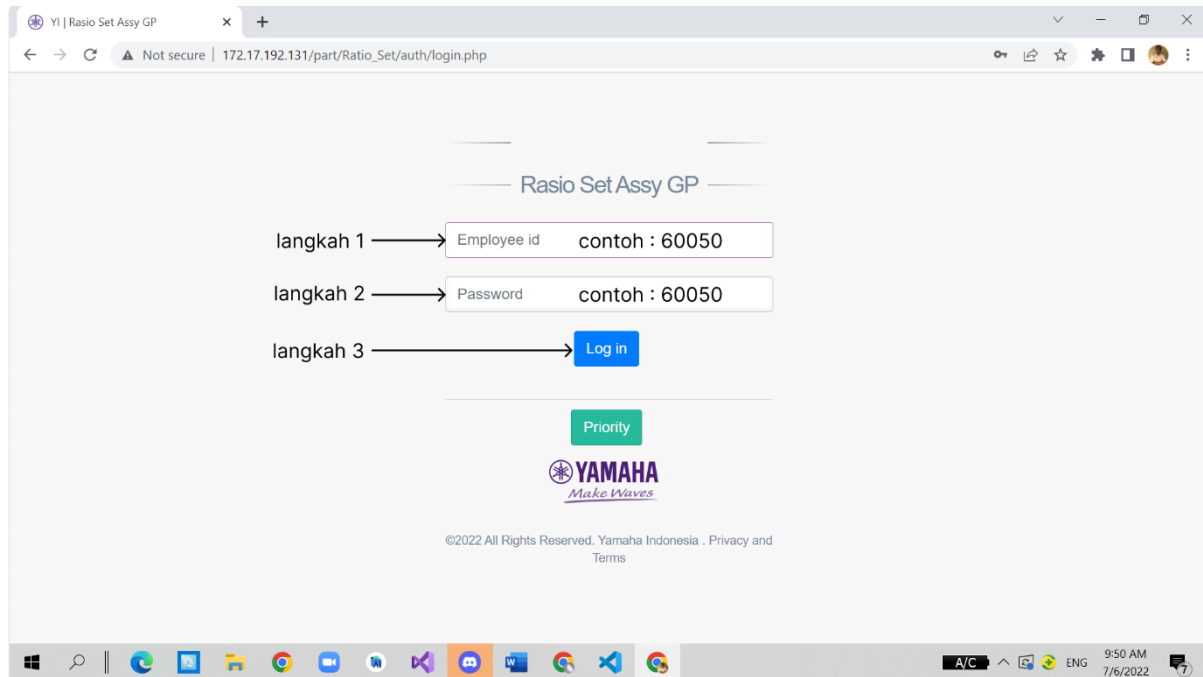 YI | Rasio Set Assy GP
Not secure | 172.17.192.131/part/Ratio_Set/auth/login.php
Rasio Set Assy GP
langkah 1 Employee id contoh : 60050
langkah 2 Password contoh : 60050
langkah 3 Log in
Priority
YAMAHA
Make Waves
©2022 All Rights Reserved. Yamaha Indonesia . Privacy and
Terms
A/C ENG 9:50 AM
7/6/2022 7